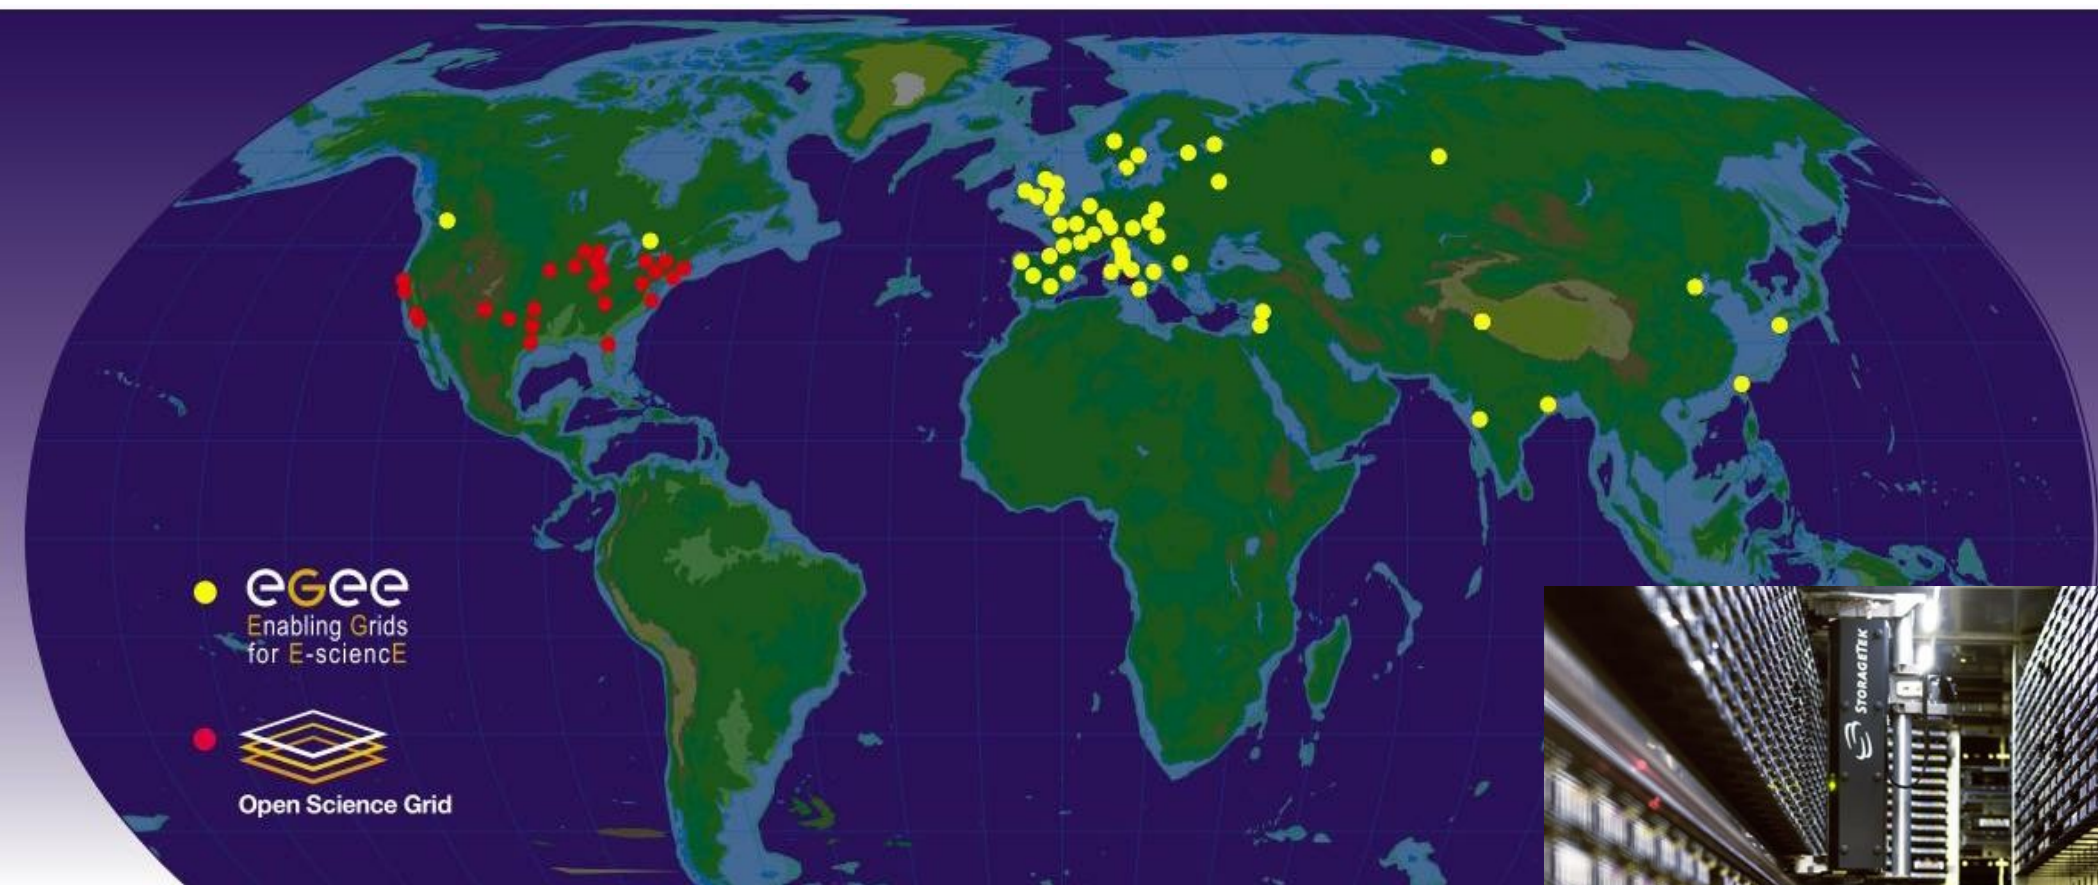 eGee
Enabling Grids
for E-sciencE
Open Science Grid
STORAGETEK